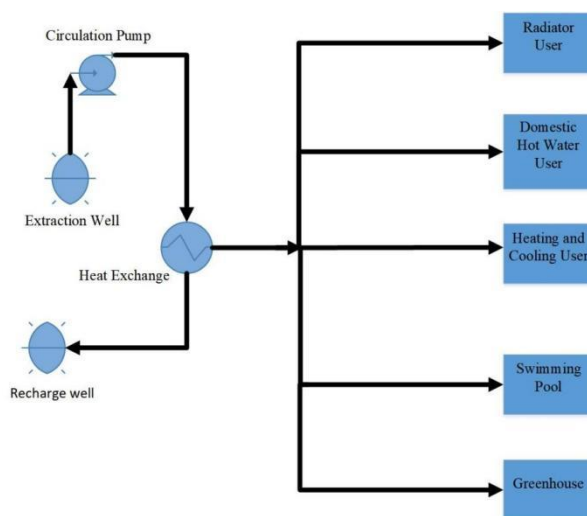 Circulation Pump
Extraction Well
Heat Exchange
Recharge well
Radiator
User
Domestic
Hot Water
User
Heating and
Cooling User
Swimming
Pool
Greenhouse